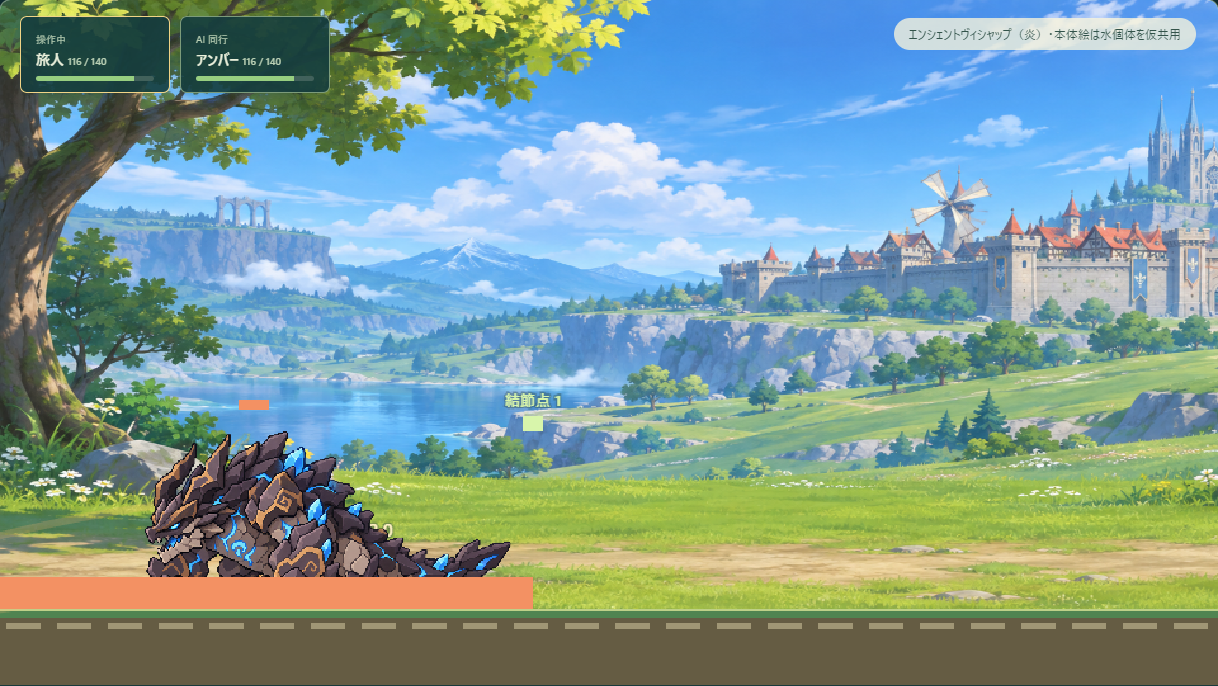 操作中
旅人 116 / 140
AI 同行
アンバー 116 / 140
エンシェントヴィシャップ（炎）・本体絵は水個体を仮共用
結節点 1